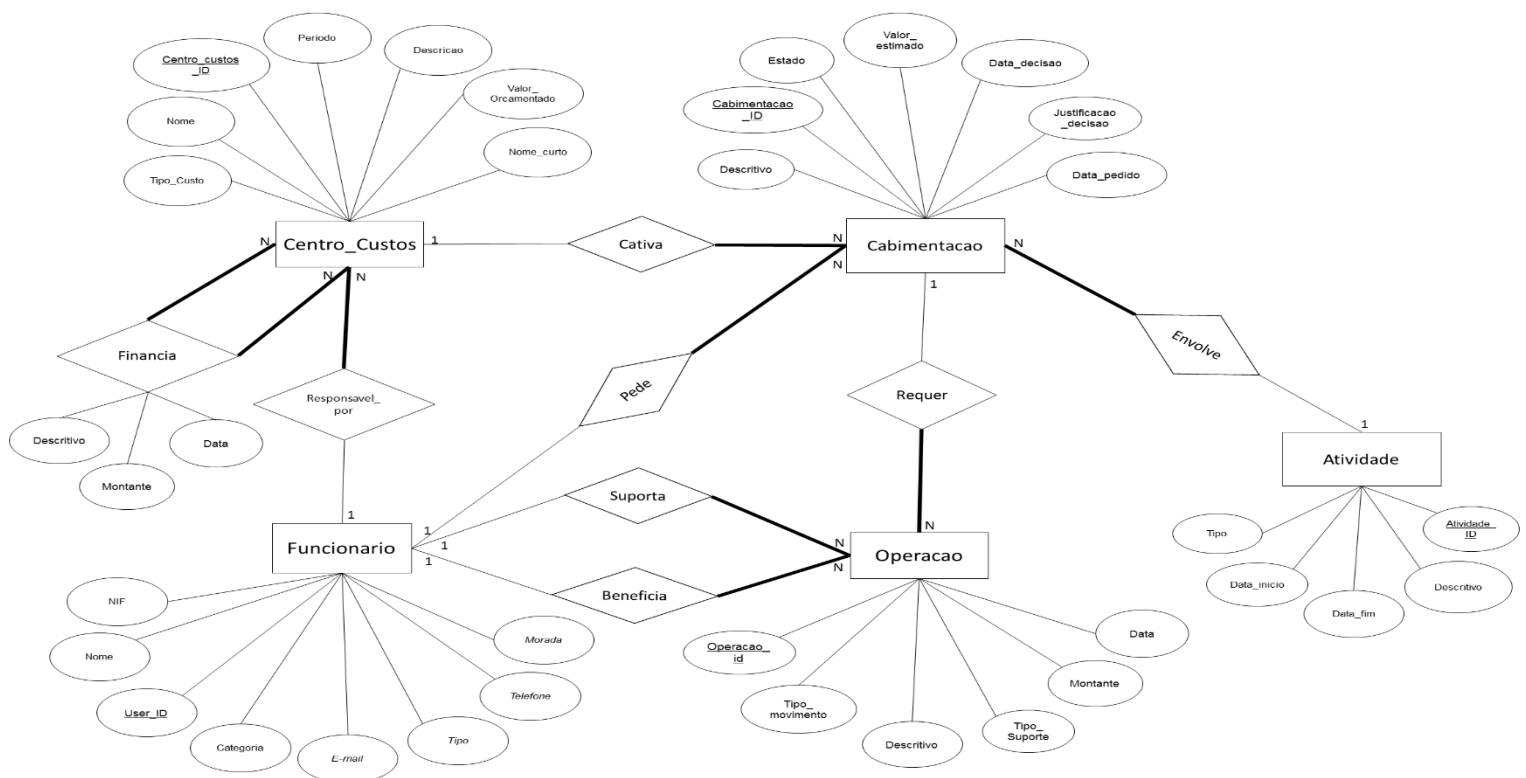 Periodo
Descricao
Centro_custos
_ID
Valor_
Orcamentado
Nome
Nome_curto
Tipo_Custo
Centro_Custos
Valor_
estimado
Estado
Data_decisao
Cabimentacao
_ID
Justificacao
_decisao
Descritivo
Data_pedido
Cabimentacao
N
1
Cativa
N
N
N
N
N
1
Financia
Responsavel_
por
Pede
Requer
Envolve
Descritivo
Data
Montante
1
Atividade
1
1
1
1
Funcionario
Suporta
Beneficia
N
N
N
Operacao
Tipo
Atividade_
ID
Data_inicio
Descritivo
Data_fim
NIF
Nome
User_ID
Categoria
E-mail
Tipo
Telefone
Morada
Operacao_
id
Tipo_
movimento
Descritivo
Tipo_
Suporte
Montante
Data